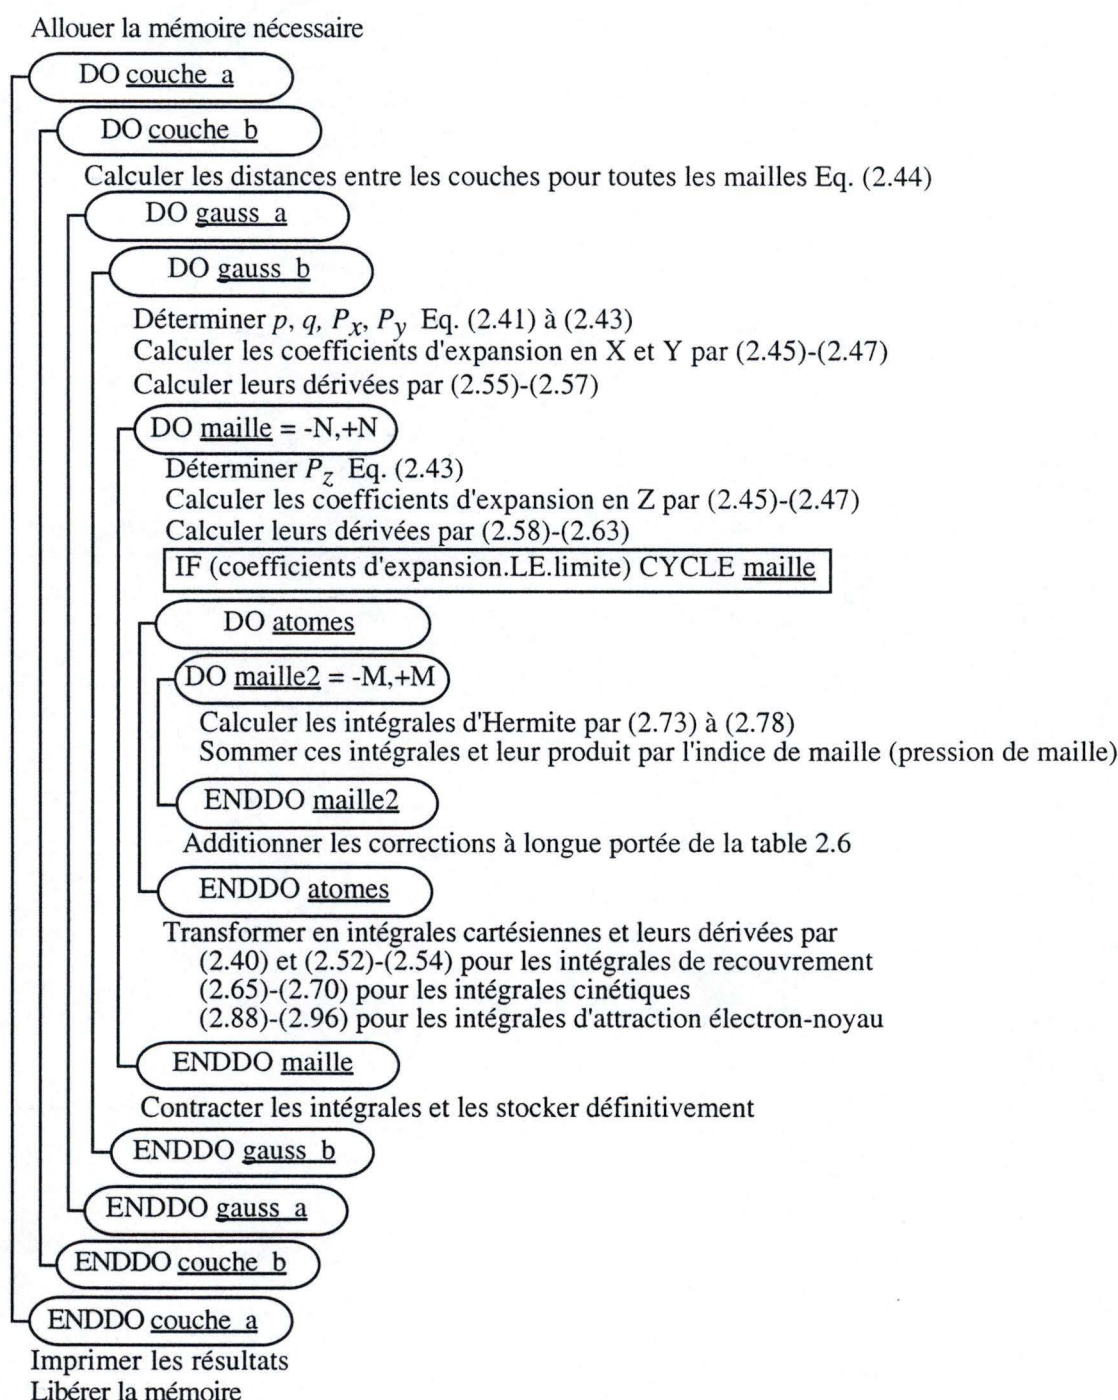 Allouer la mémoire nécessaire
DO couche_a
DO couche_b
Calculer les distances entre les couches pour toutes les mailles Eq. (2.44)
DO gauss_a
DO gauss_b
Déterminer p, q, Px, Py Eq. (2.41) à (2.43)
Calculer les coefficients d'expansion en X et Y par (2.45)-(2.47)
Calculer leurs dérivées par (2.55)-(2.57)
DO maille = -N,+N
Déterminer Pz Eq. (2.43)
Calculer les coefficients d'expansion en Z par (2.45)-(2.47)
Calculer leurs dérivées par (2.58)-(2.63)
IF (coefficients d'expansion.LE.limite) CYCLE maille
DO atomes
DO maille2 = -M,+M
Calculer les intégrales d'Hermite par (2.73) à (2.78)
Sommer ces intégrales et leur produit par l'indice de maille (pression de maille)
ENDDO maille2
Additionner les corrections à longue portée de la table 2.6
ENDDO atomes
Transformer en intégrales cartésiennes et leurs dérivées par
(2.40) et (2.52)-(2.54) pour les intégrales de recouvrement
(2.65)-(2.70) pour les intégrales cinétiques
(2.88)-(2.96) pour les intégrales d'attraction électron-noyau
ENDDO maille
Contracter les intégrales et les stocker définitivement
ENDDO gauss_b
ENDDO gauss_a
ENDDO couche_b
ENDDO couche_a
Imprimer les résultats
Libérer la mémoire